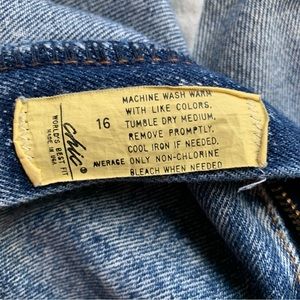 chic ®
WORLD'S BEST FIT
MADE IN USA
16
AVERAGE
MACHINE WASH WARM
WITH LIKE COLORS.
TUMBLE DRY MEDIUM,
REMOVE PROMPTLY.
COOL IRON IF NEEDED.
ONLY NON-CHLORINE
BLEACH WHEN NEEDED